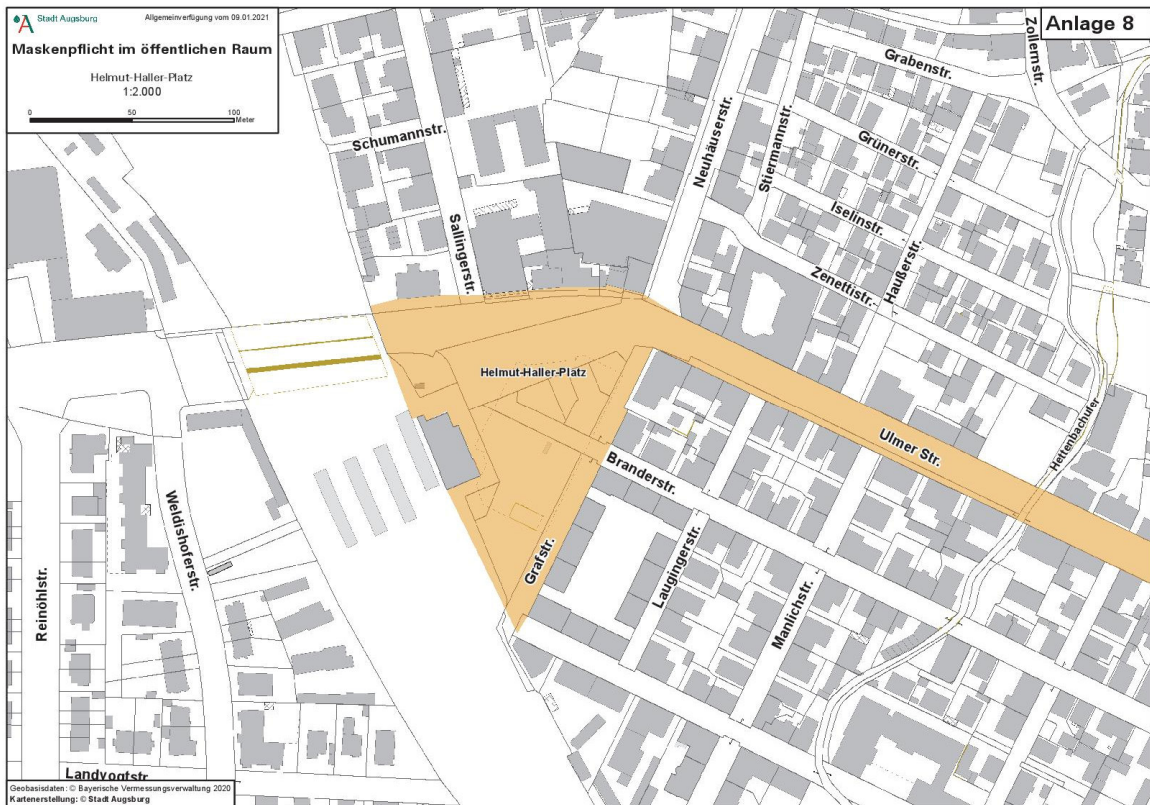 Stadt Augsburg
Allgemeinverfügung vom 09.01.2021
Maskenpflicht im öffentlichen Raum
Helmut-Haller-Platz
1:2.000
0 50 100
Meter
Anlage 8
Zollernstr.
Grabenstr.
Schumannstr.
Neuhäuserstr.
Stiermannstr.
Grünerstr.
Iselinstr.
Sallingerstr.
Zenettistr.
Haußerstr.
Helmut-Haller-Platz
Hettenbachufer
Ulmer Str.
Branderstr.
Weldishoferstr.
Grafstr.
Laugingerstr.
Manlichstr.
Reinöhlstr.
Landvogtstr.
Geobasisdaten: © Bayerische Vermessungsverwaltung 2020
Kartenerstellung: © Stadt Augsburg